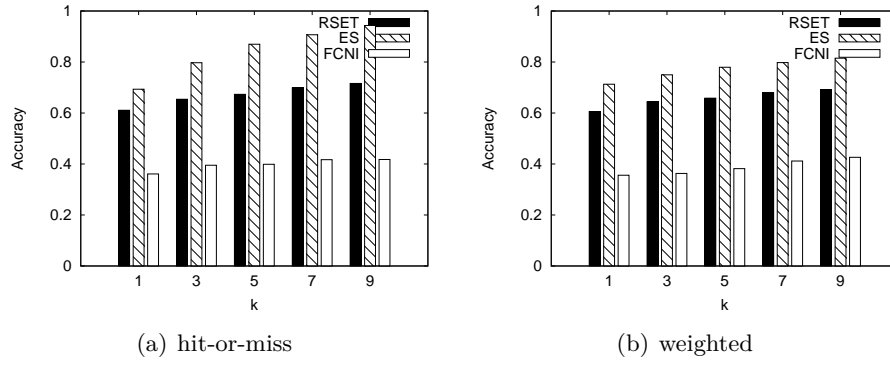 1
0.8
0.6
0.4
0.2
0
Accuracy
RSET
ES
FCNI
1 3 5 7 9
k
(a) hit-or-miss
1
0.8
0.6
0.4
0.2
0
Accuracy
RSET
ES
FCNI
1 3 5 7 9
k
(b) weighted